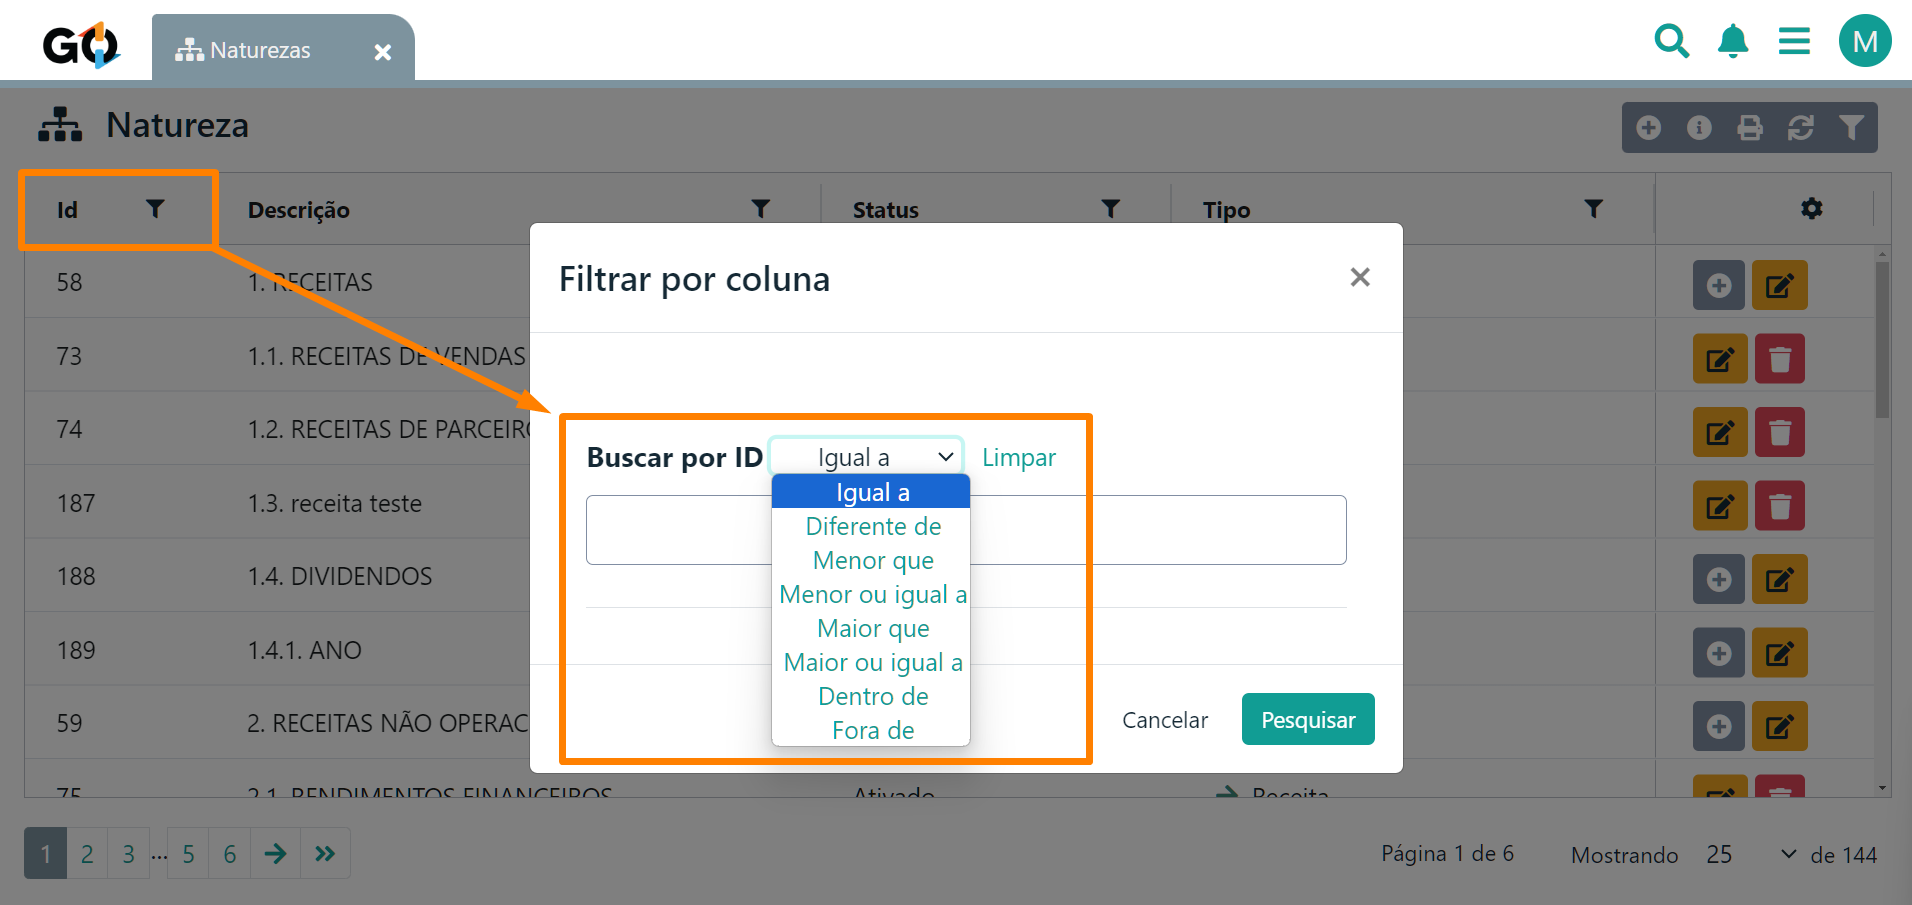 GO
Naturezas
M
Natureza
Id
Descrição
Status
Tipo
Filtrar por coluna
58
1. RECEITAS
73
1.1. RECEITAS DE VENDAS
74
1.2. RECEITAS DE
187
1.3. receita teste
188
1.4. DIVIDENDOS
189
1.4.1. ANO
59
2. RECEITAS NÃO
75
2.1. RENDIMENTOS FINANCEIROS
Ativado
Receita
Buscar por ID
Igual a
Limpar
Igual a
Diferente de
Menor que
Menor ou igual a
Maior que
Maior ou igual a
Dentro de
Fora de
Cancelar
Pesquisar
1 2 3 ... 5 6
Página 1 de 6
Mostrando 25 de 144